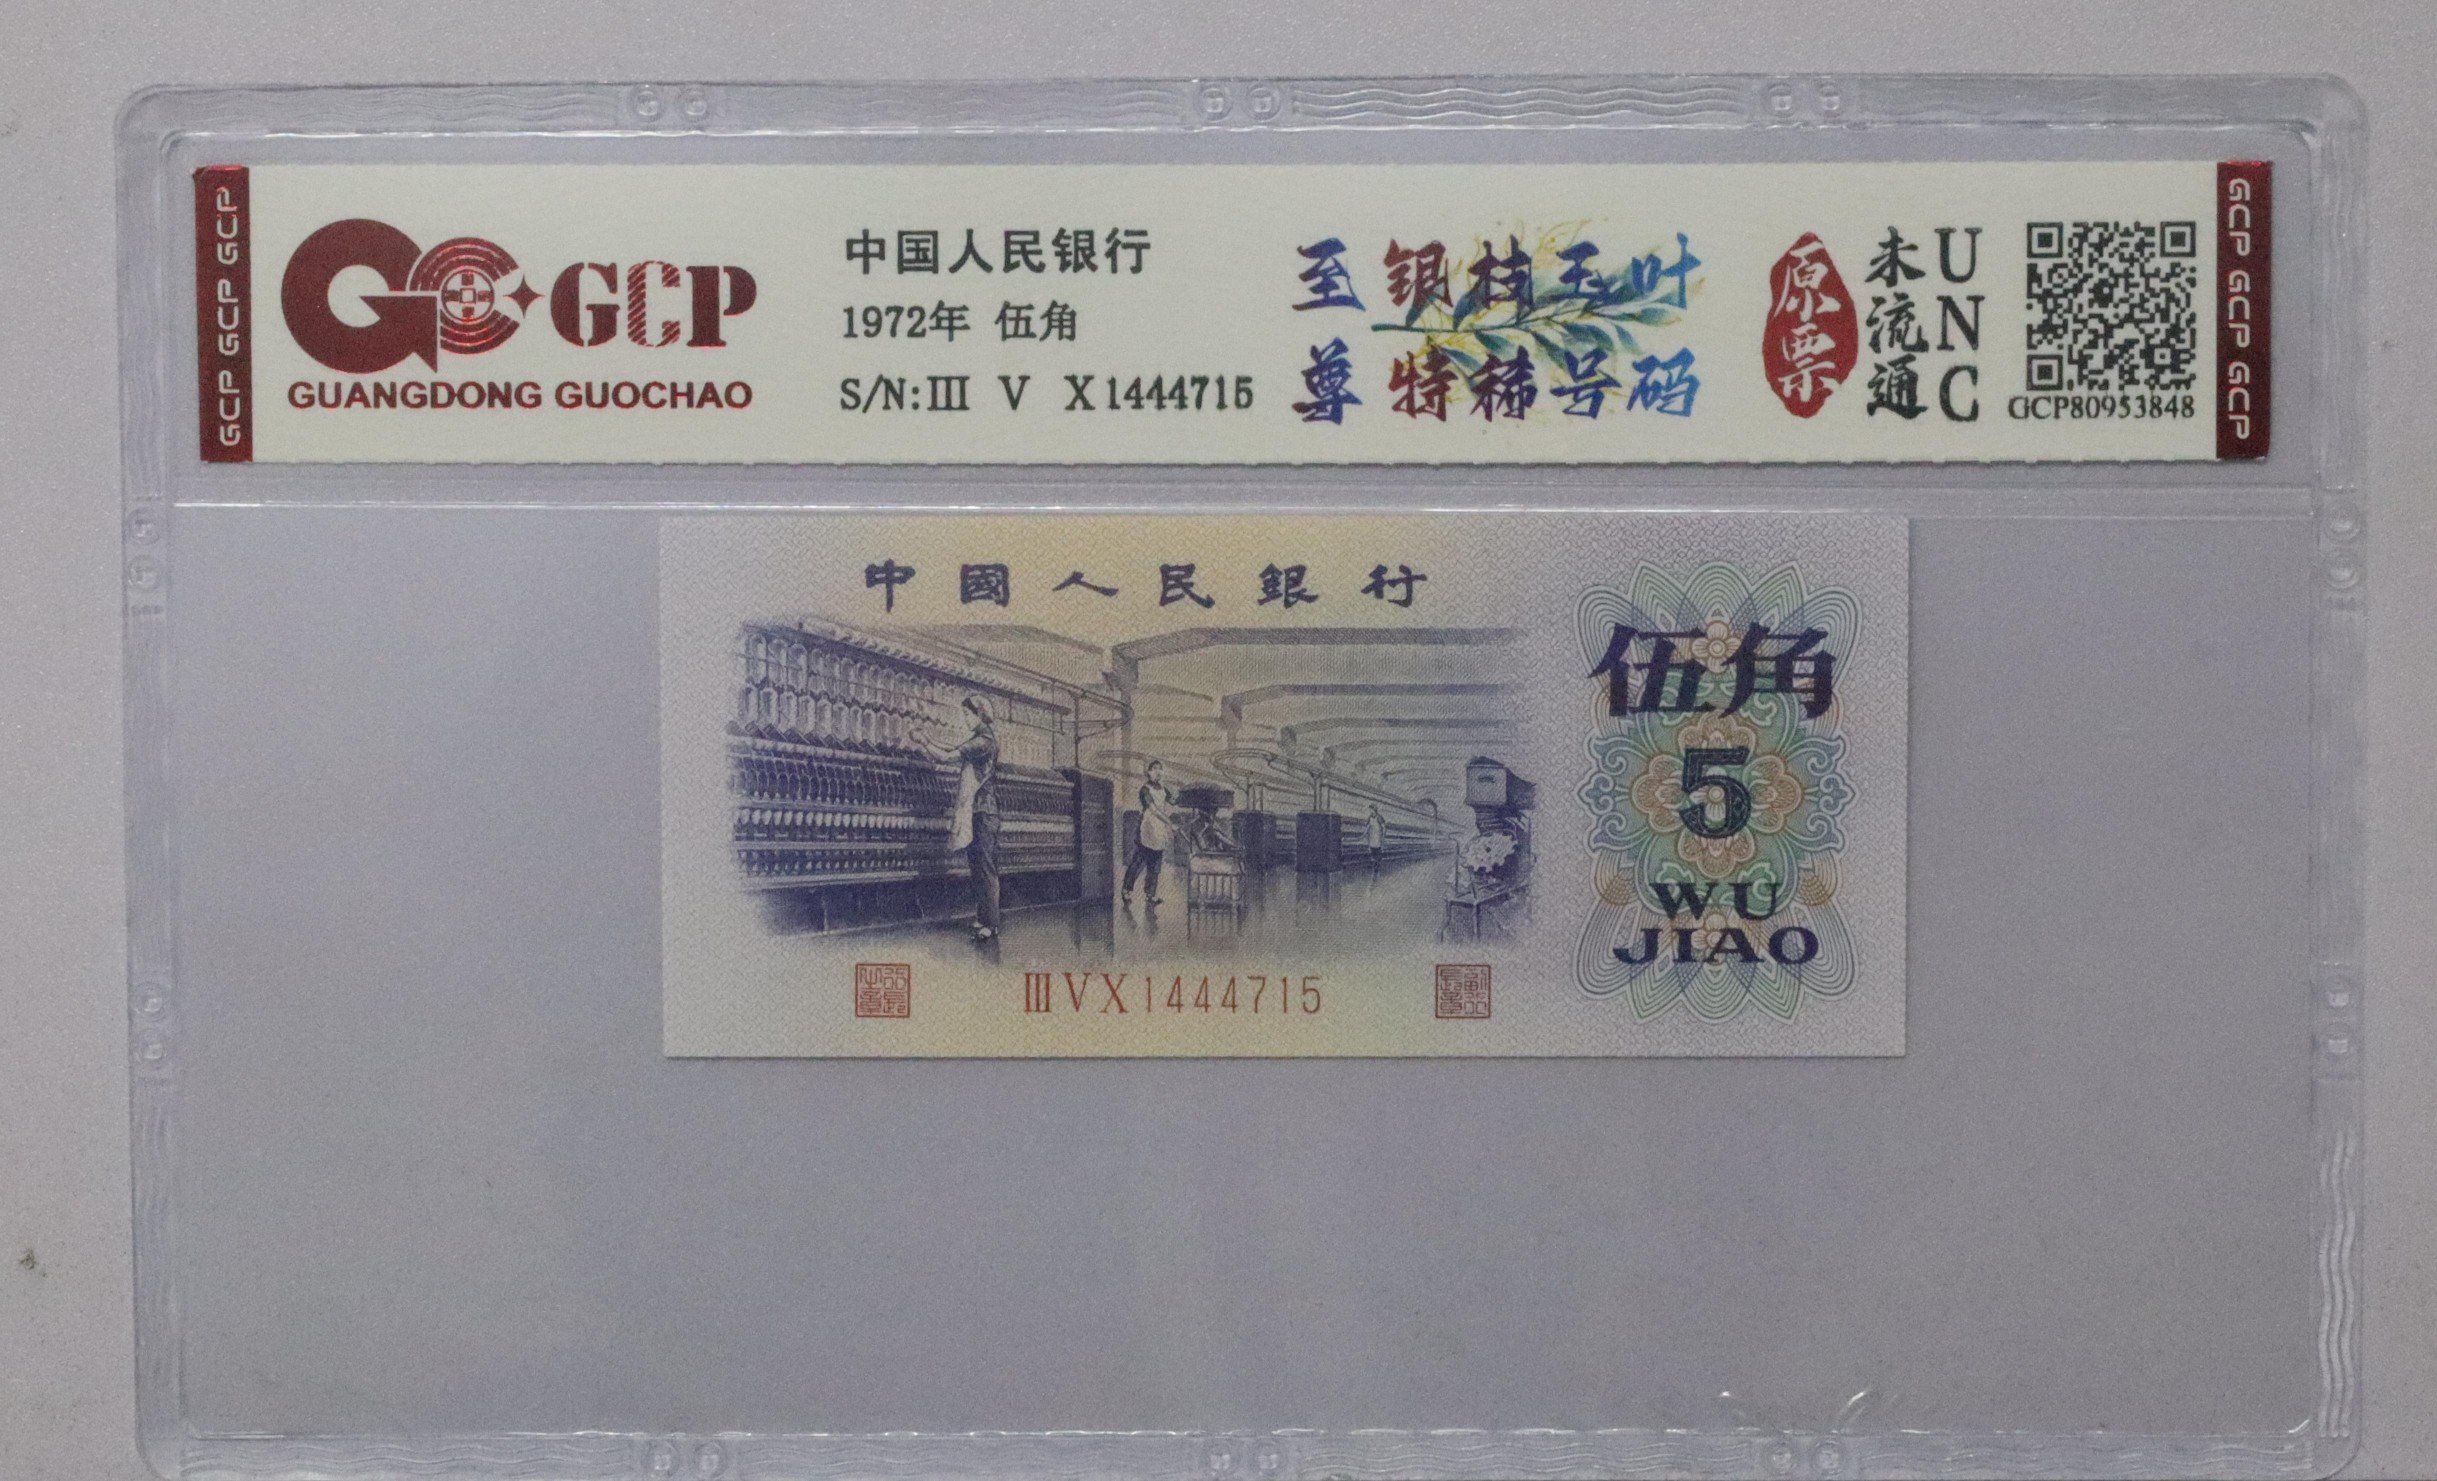 GCP GCP GCP
GCP
GUANGDONG GUOCHAO
中国人民银行
1972年 伍角
S/N:III V X1444715
至尊
银枝玉叶
特稀号码
原票
未流通
UNC
GCP80953848
GCP GCP GCP
中國人民銀行
伍角
5
WU
JIAO
III V X 1444715